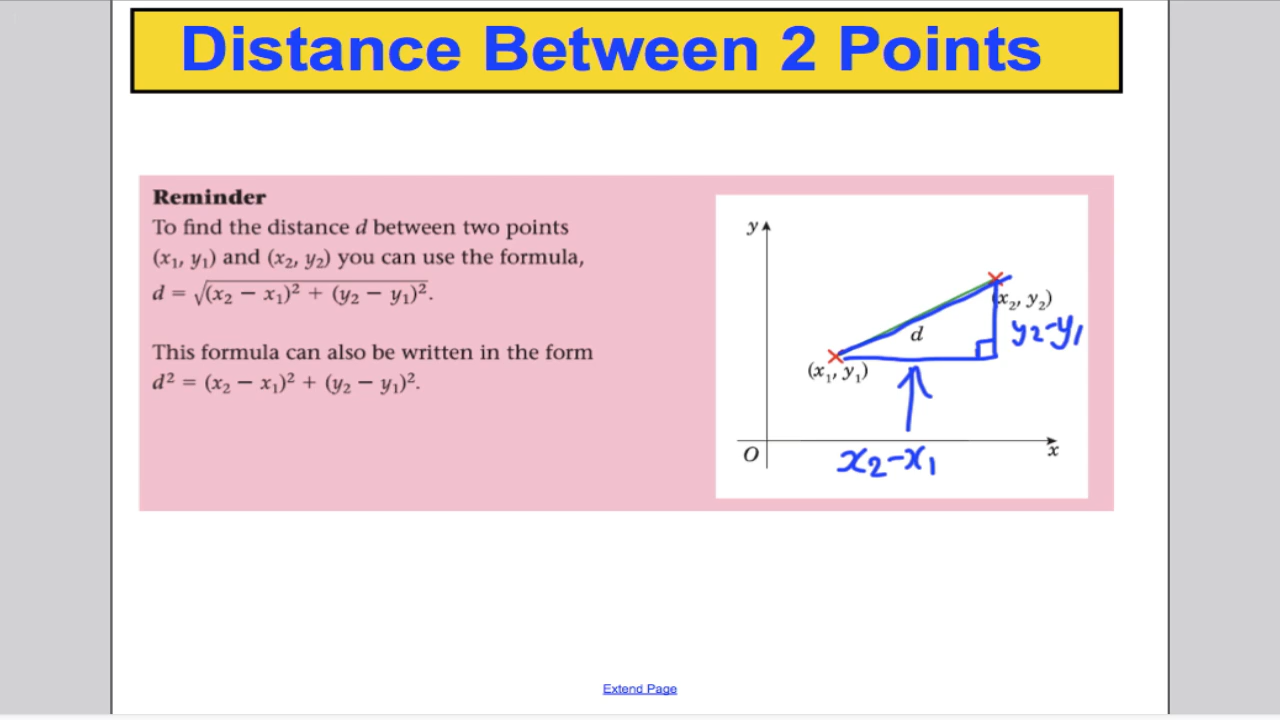 Distance Between 2 Points
Reminder
To find the distance d between two points
(x₁, y₁) and (x₂, y₂) you can use the formula,
d = √(x₂ − x₁)² + (y₂ − y₁)².
This formula can also be written in the form
d² = (x₂ − x₁)² + (y₂ − y₁)².
y
(x₂, y₂)
d
y₂-y₁
(x₁, y₁)
O
x
x₂-x₁
Extend Page